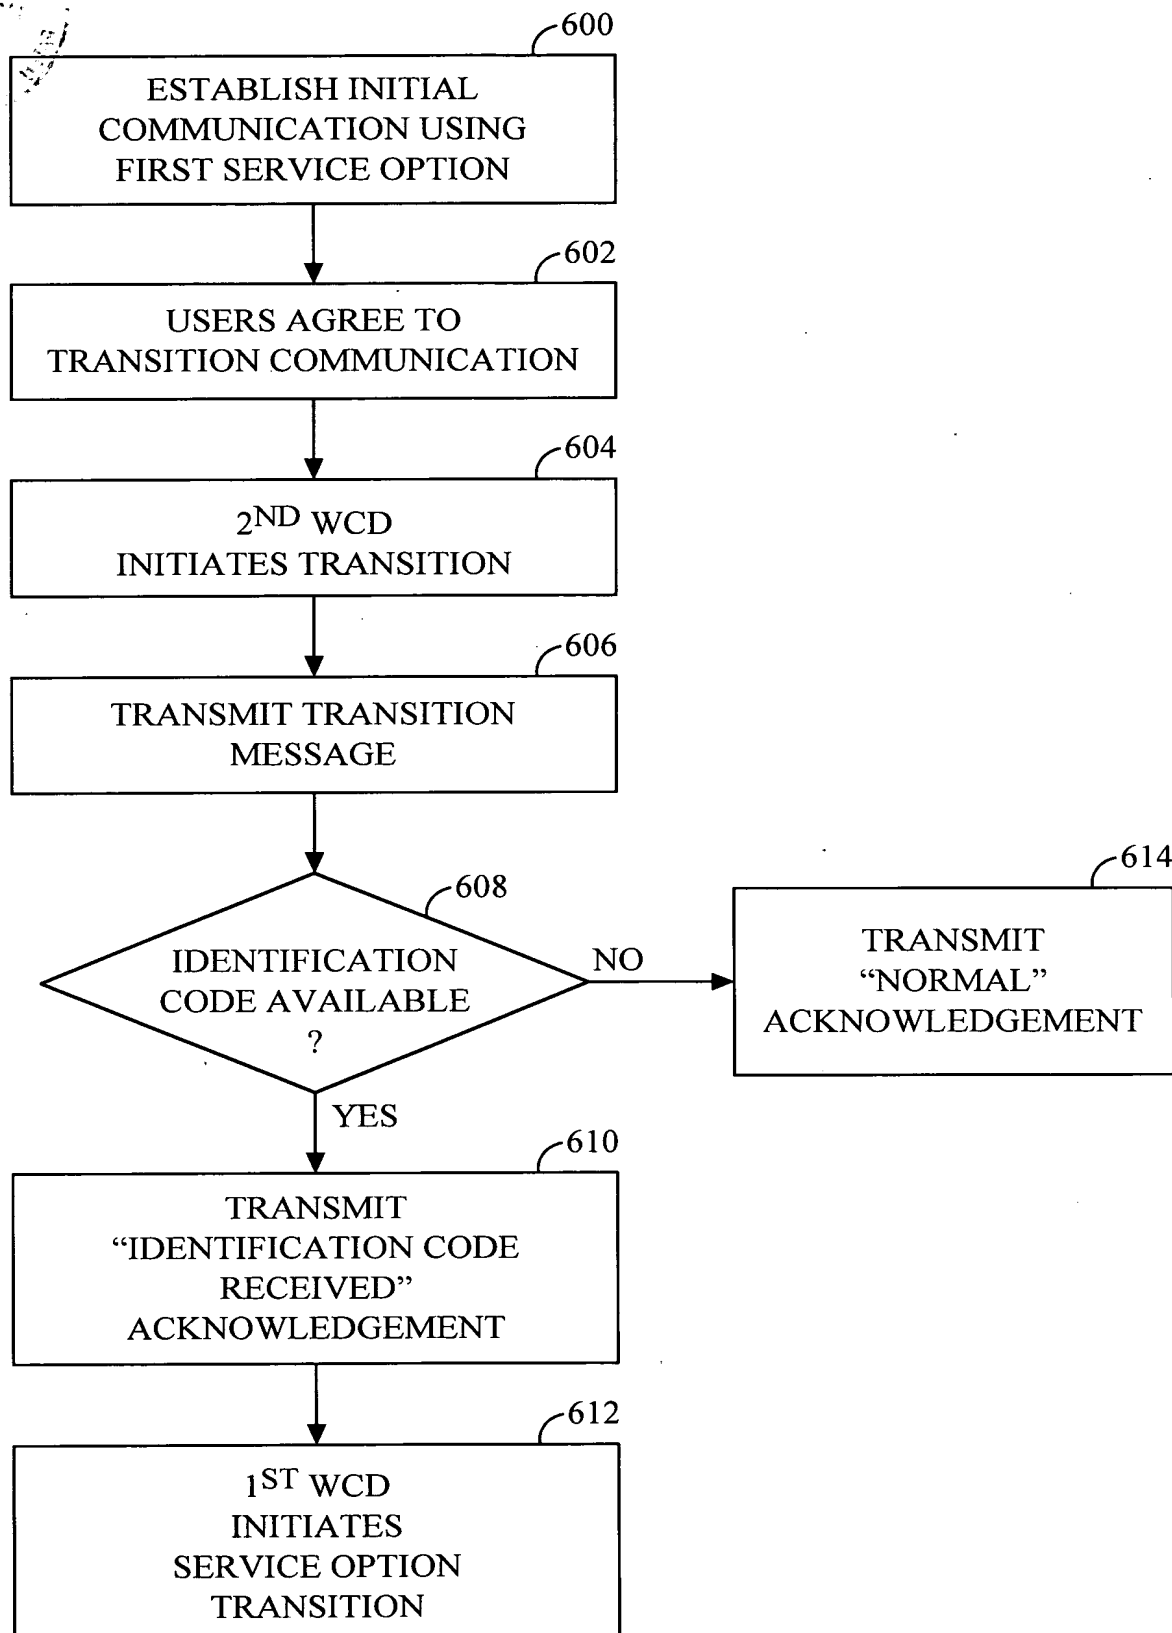 600
ESTABLISH INITIAL
COMMUNICATION USING
FIRST SERVICE OPTION
602
USERS AGREE TO
TRANSITION COMMUNICATION
604
2ND WCD
INITIATES TRANSITION
606
TRANSMIT TRANSITION
MESSAGE
608
IDENTIFICATION
CODE AVAILABLE
?
NO
614
TRANSMIT
“NORMAL”
ACKNOWLEDGEMENT
YES
610
TRANSMIT
“IDENTIFICATION CODE
RECEIVED”
ACKNOWLEDGEMENT
612
1ST WCD
INITIATES
SERVICE OPTION
TRANSITION